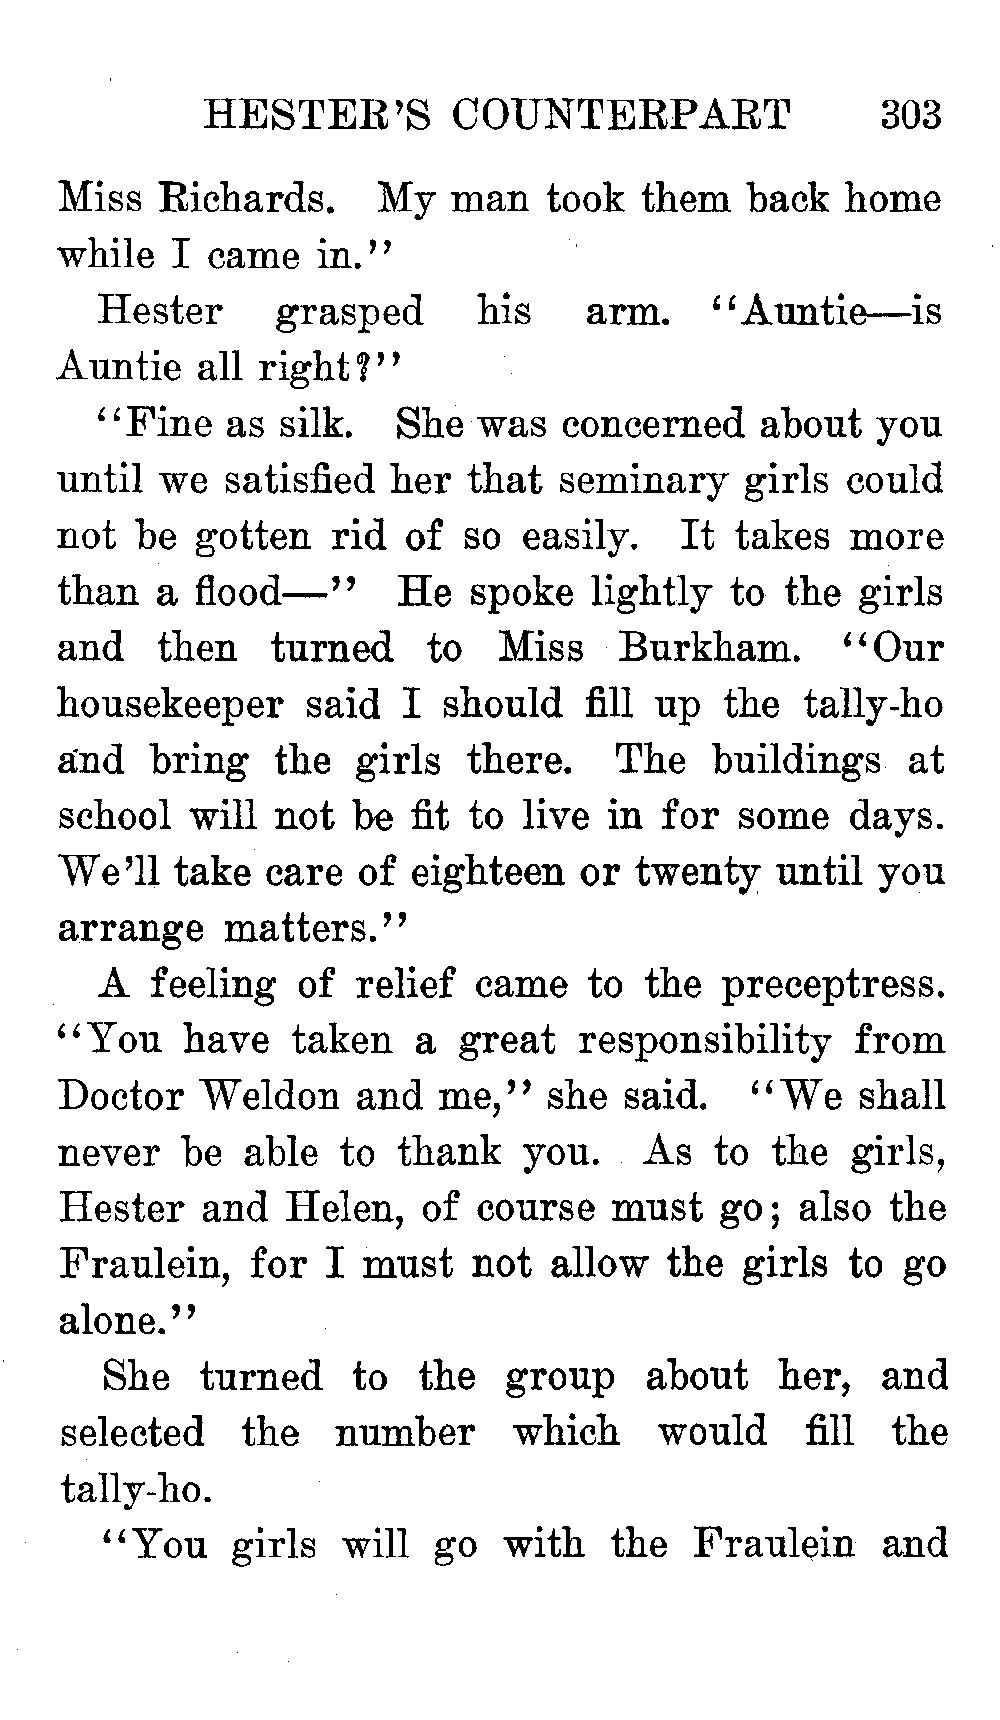 HESTER'S COUNTERPART 303
Miss Richards. My man took them back home
while I came in."
Hester grasped his arm. "Auntie—is
Auntie all right?"
"Fine as silk. She was concerned about you
until we satisfied her that seminary girls could
not be gotten rid of so easily. It takes more
than a flood—" He spoke lightly to the girls
and then turned to Miss Burkham. "Our
housekeeper said I should fill up the tally-ho
and bring the girls there. The buildings at
school will not be fit to live in for some days.
We'll take care of eighteen or twenty until you
arrange matters."
A feeling of relief came to the preceptress.
"You have taken a great responsibility from
Doctor Weldon and me," she said. "We shall
never be able to thank you. As to the girls,
Hester and Helen, of course must go; also the
Fraulein, for I must not allow the girls to go
alone."
She turned to the group about her, and
selected the number which would fill the
tally-ho.
"You girls will go with the Fraulein and